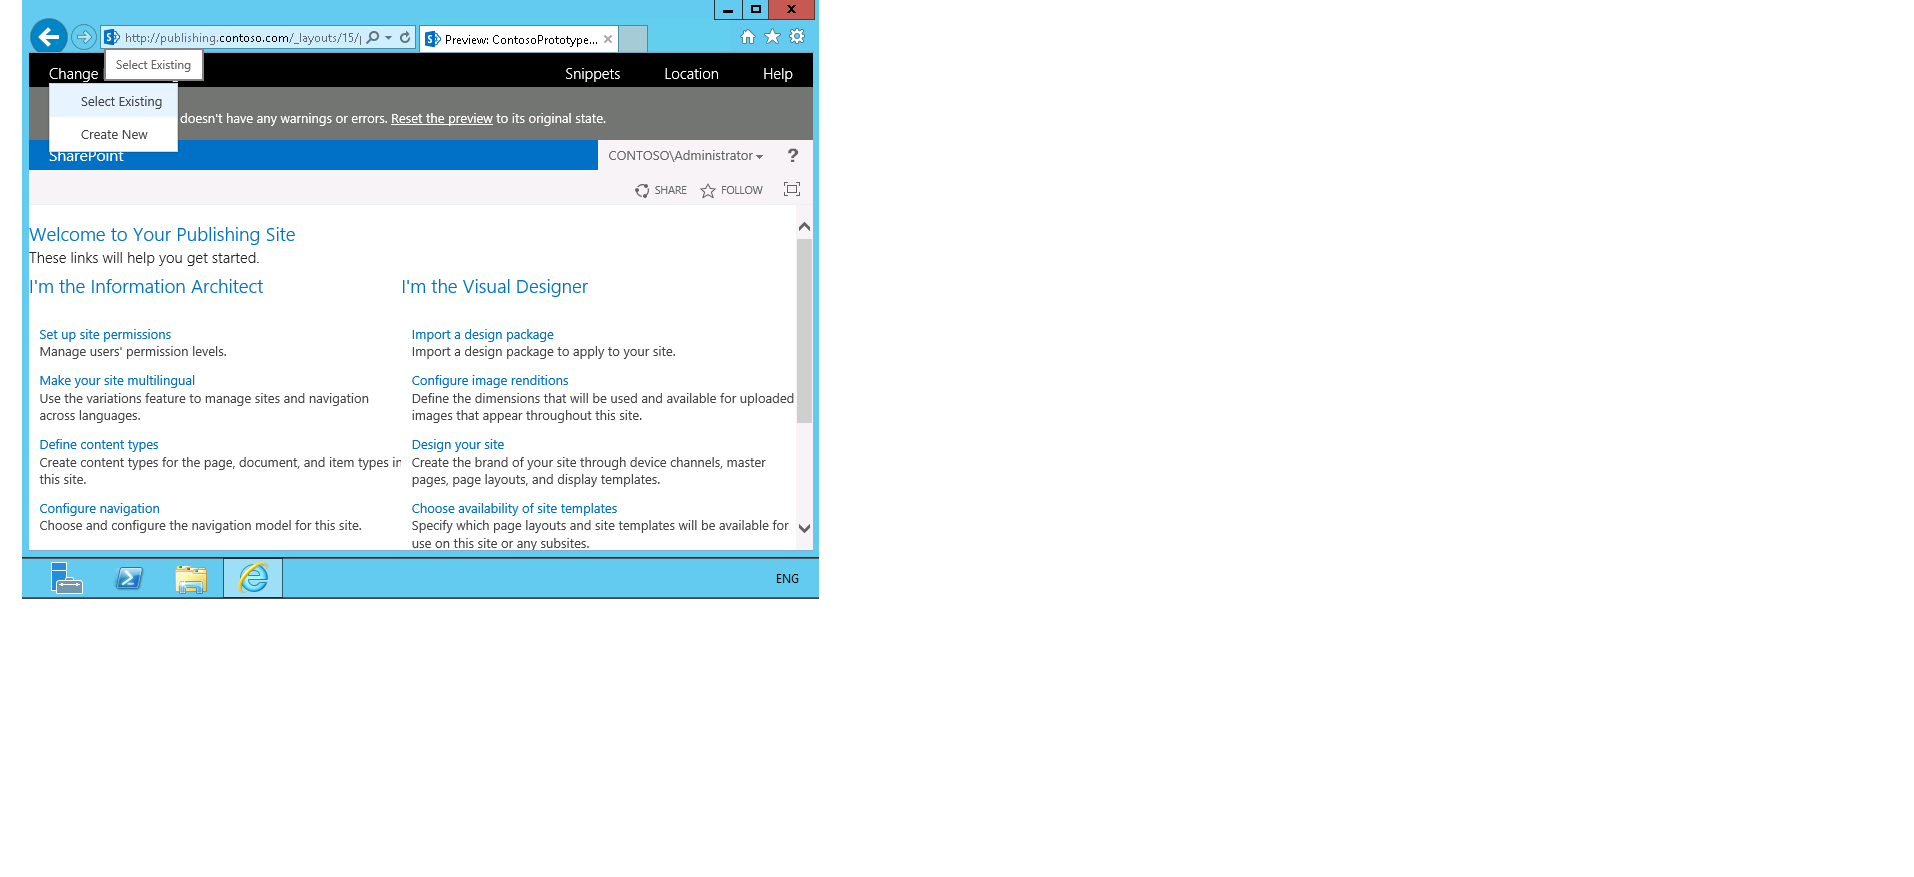 http://publishing.contoso.com/_layouts/15/
Preview: ContosoPrototype...
Select Existing
Change
Snippets
Location
Help
Select Existing
Create New
doesn't have any warnings or errors. Reset the preview to its original state.
SharePoint
CONTOSO\Administrator
?
SHARE
FOLLOW
Welcome to Your Publishing Site
These links will help you get started.
I'm the Information Architect
Set up site permissions
Manage users' permission levels.
Make your site multilingual
Use the variations feature to manage sites and navigation
across languages.
Define content types
Create content types for the page, document, and item types in
this site.
Configure navigation
Choose and configure the navigation model for this site.
I'm the Visual Designer
Import a design package
Import a design package to apply to your site.
Configure image renditions
Define the dimensions that will be used and available for uploaded
images that appear throughout this site.
Design your site
Create the brand of your site through device channels, master
pages, page layouts, and display templates.
Choose availability of site templates
Specify which page layouts and site templates will be available for
use on this site or any subsites.
ENG